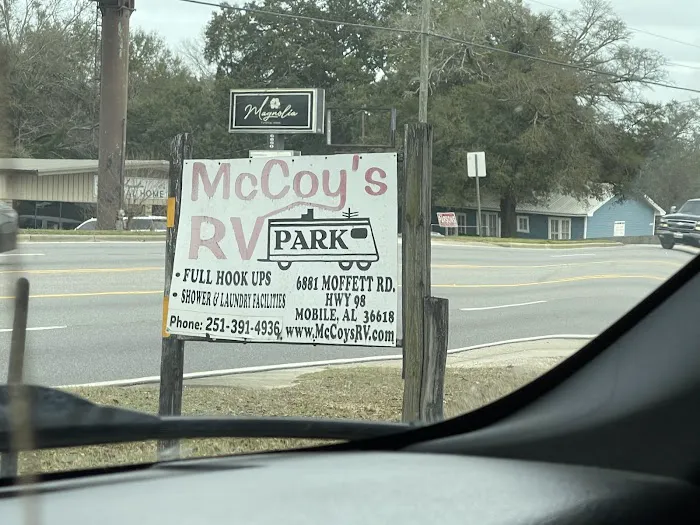 Magnolia
McCoy's
RV
PARK
• FULL HOOK UPS
• SHOWER & LAUNDRY FACILITIES
6881 MOFFETT RD.
HWY 98
MOBILE, AL 36618
Phone: 251-391-4936, www.McCoysRV.com
HOME